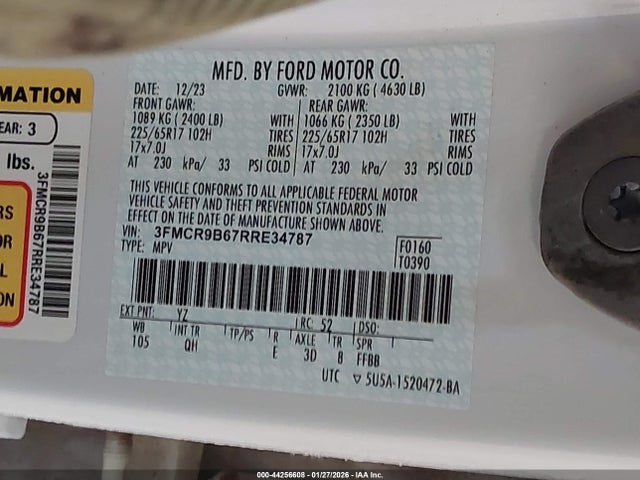 MFD. BY FORD MOTOR CO.
DATE: 12/23 GVWR: 2100 KG ( 4630 LB)
FRONT GAWR: REAR GAWR:
1089 KG ( 2400 LB) WITH 1066 KG ( 2350 LB) WITH
225/65R17 102H TIRES 225/65R17 102H TIRES
17x7.0J RIMS 17x7.0J RIMS
AT 230 kPa/ 33 PSI COLD AT 230 kPa/ 33 PSI COLD
THIS VEHICLE CONFORMS TO ALL APPLICABLE FEDERAL MOTOR
VEHICLE SAFETY AND THEFT PREVENTION STANDARDS IN
EFFECT ON THE DATE OF MANUFACTURE SHOWN ABOVE.
VIN: 3FMCR9B67RRE34787
TYPE: MPV
F0160
T0390
EXT PNT: YZ RC: 52 DSO:
WB INT TR TP/PS R AXLE TR SPR
105 QH E 3D 8 FFBB
UTC ▽ 5U5A-1520472-BA
MATION
EAR: 3
lbs.
3FMCR9B67RRE34787
RS
OR
AL
ON
000-44256608 - 01/27/2026 - IAA Inc.